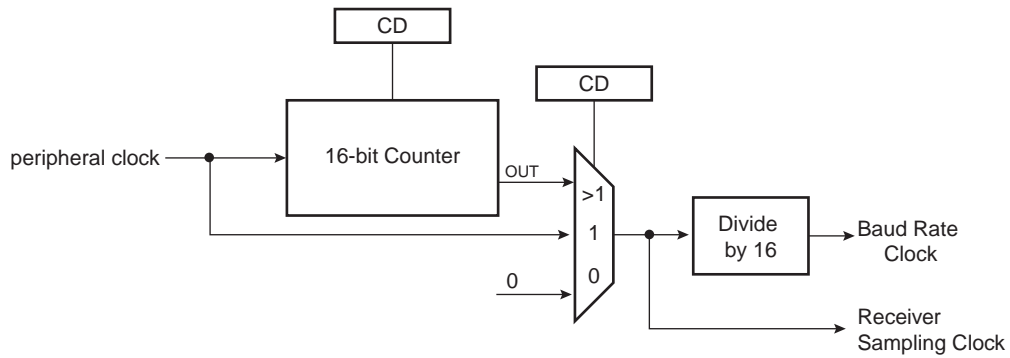 CD
CD
peripheral clock
16-bit Counter
OUT
>1
1
0
0
Divide
by 16
Baud Rate
Clock
Receiver
Sampling Clock